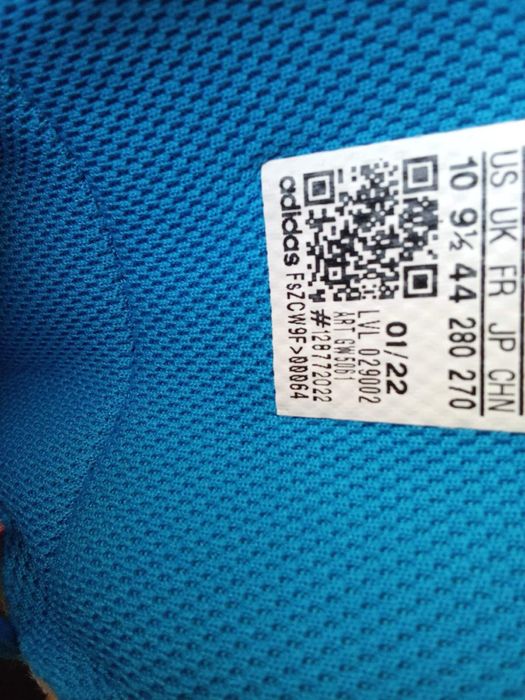 US UK FR JP CHN
10 9½ 44 280 270
01/22
LVL 029002
ART GW5061
#128772022
adidas FSZCW9F>00064